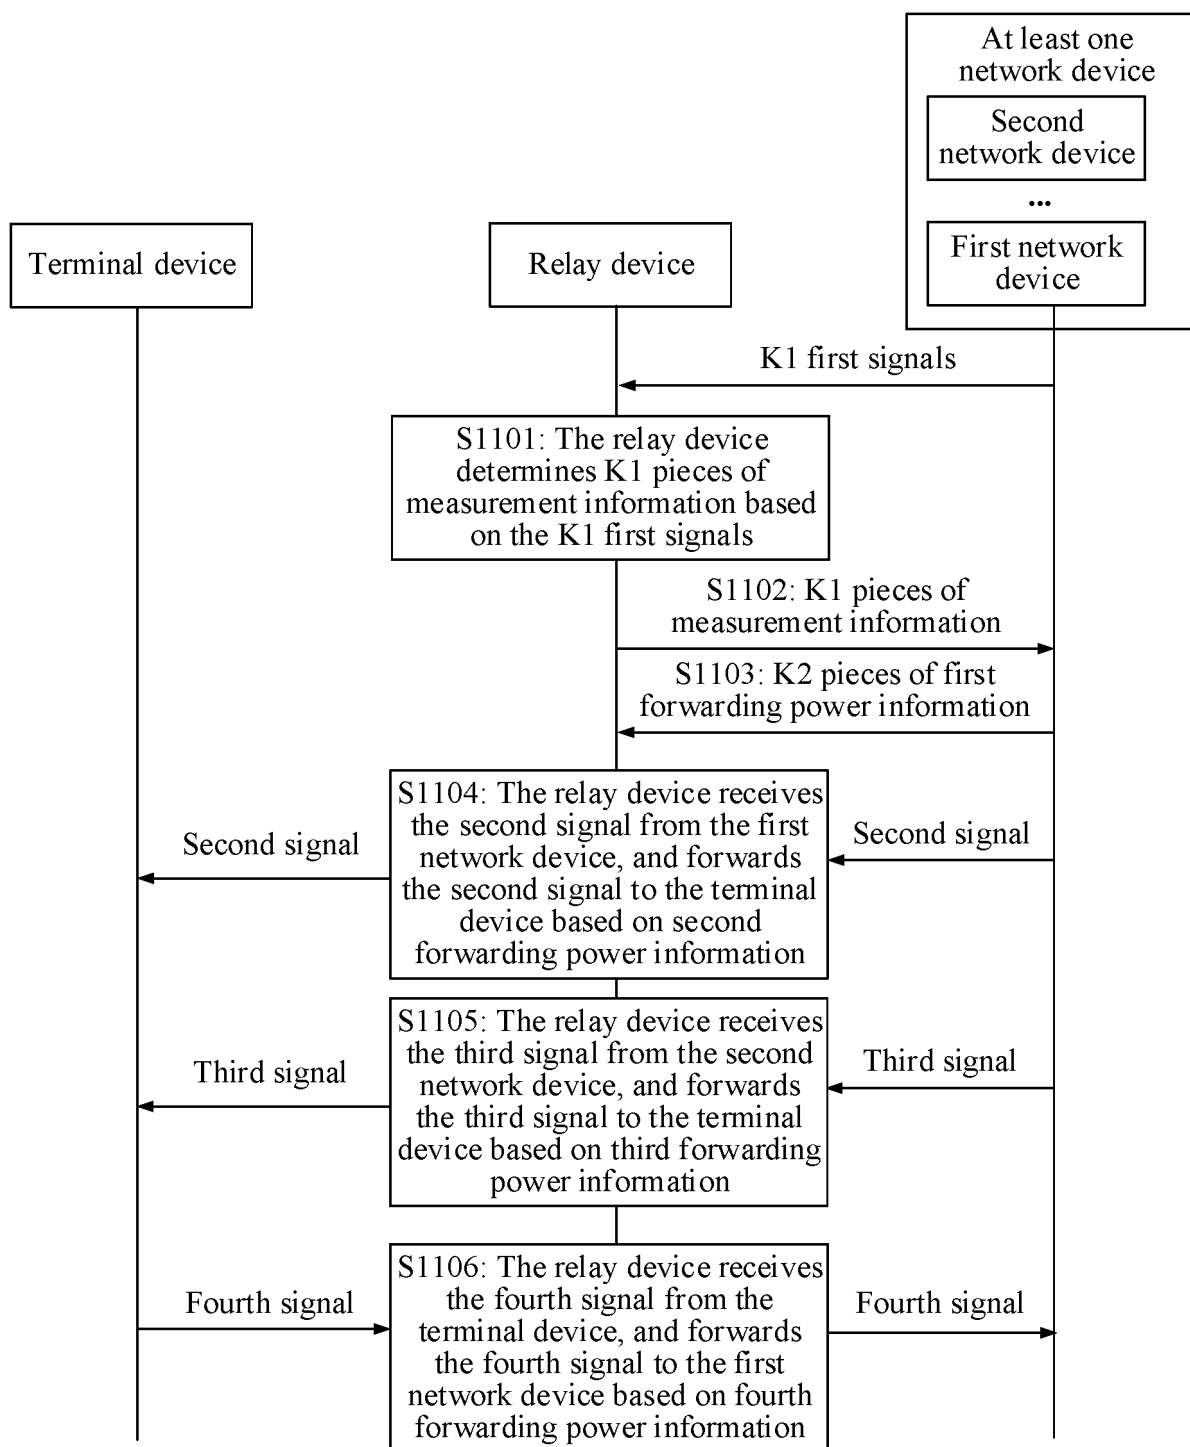 At least one
network device
Second
network device
...
First network
device
Terminal device
Relay device
K1 first signals
S1101: The relay device
determines K1 pieces of
measurement information based
on the K1 first signals
S1102: K1 pieces of
measurement information
S1103: K2 pieces of first
forwarding power information
S1104: The relay device receives
the second signal from the first
network device, and forwards
the second signal to the terminal
device based on second
forwarding power information
Second signal
Second signal
S1105: The relay device receives
the third signal from the second
network device, and forwards
the third signal to the terminal
device based on third forwarding
power information
Third signal
Third signal
S1106: The relay device receives
the fourth signal from the
terminal device, and forwards
the fourth signal to the first
network device based on fourth
forwarding power information
Fourth signal
Fourth signal